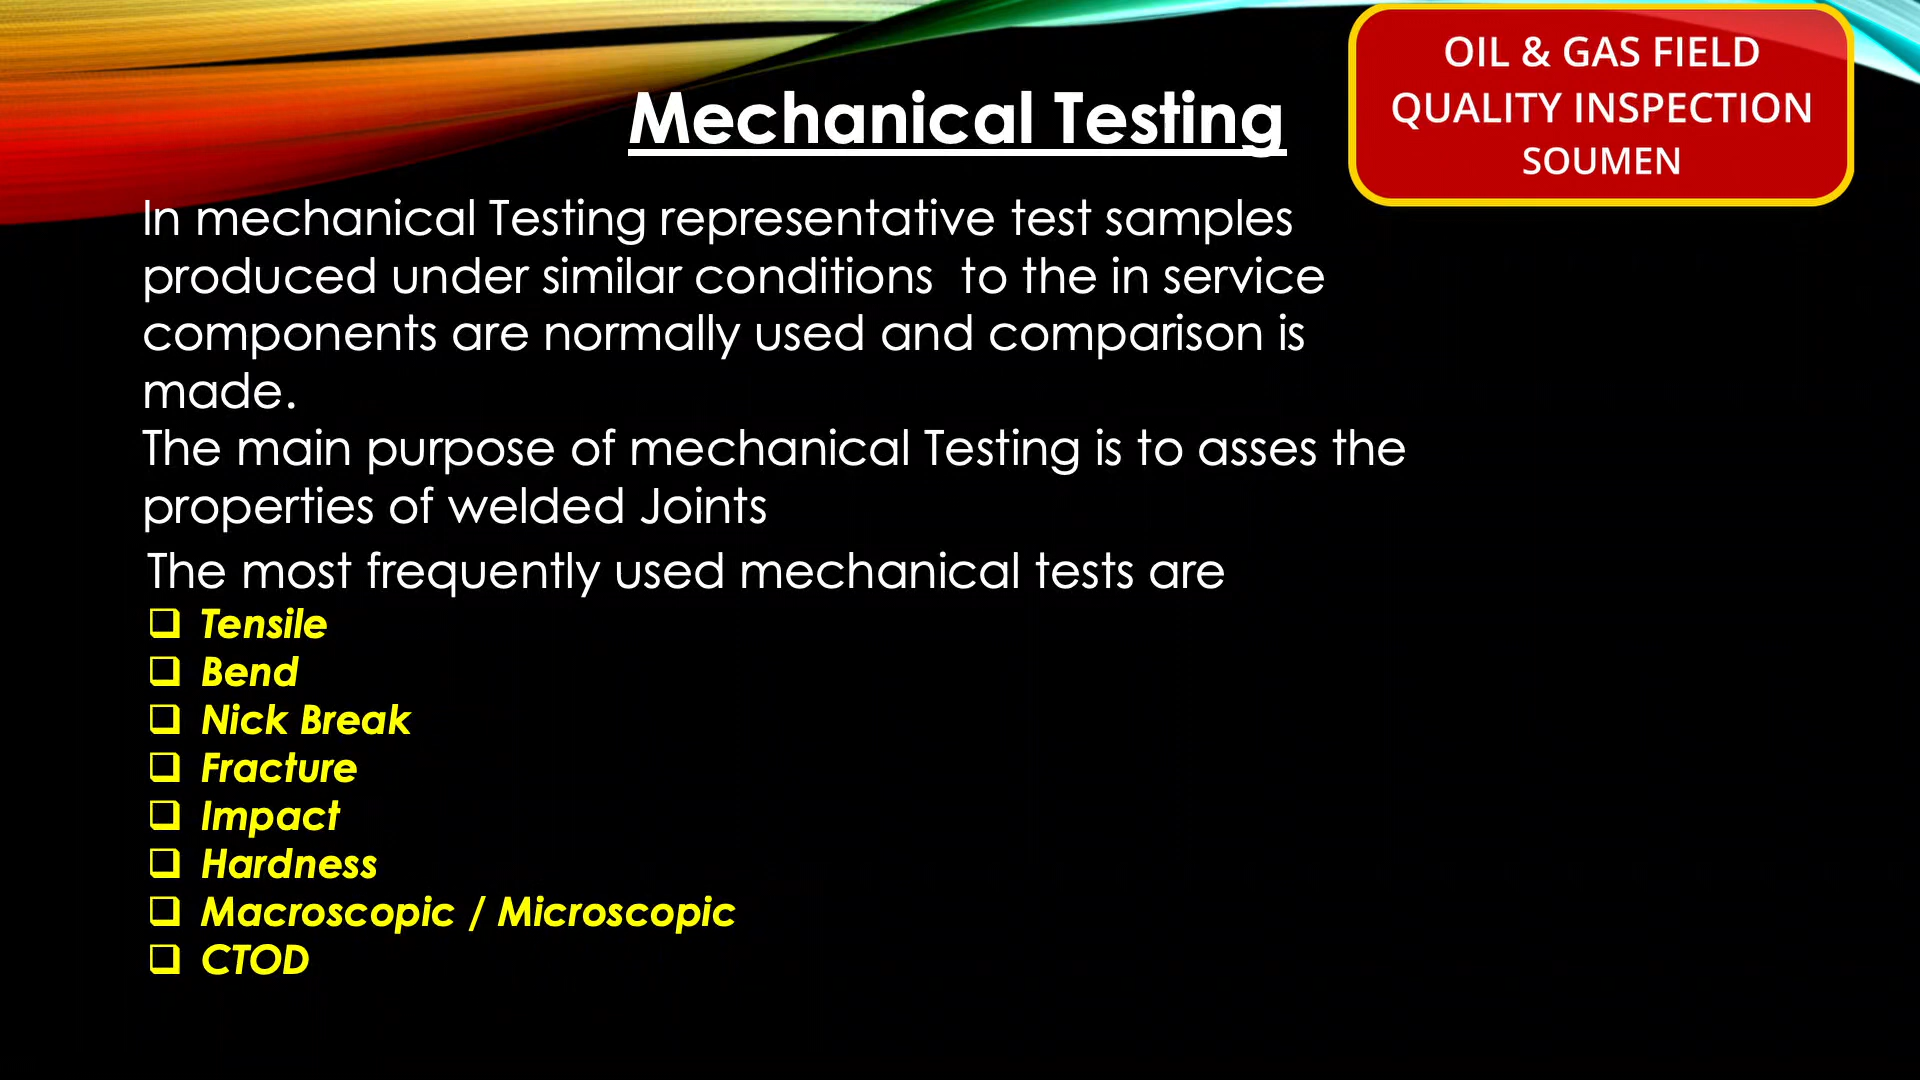 OIL & GAS FIELD
QUALITY INSPECTION
SOUMEN
Mechanical Testing
In mechanical Testing representative test samples
produced under similar conditions  to the in service
components are normally used and comparison is
made.
The main purpose of mechanical Testing is to asses the
properties of welded Joints
The most frequently used mechanical tests are
❑ Tensile
❑ Bend
❑ Nick Break
❑ Fracture
❑ Impact
❑ Hardness
❑ Macroscopic / Microscopic
❑ CTOD